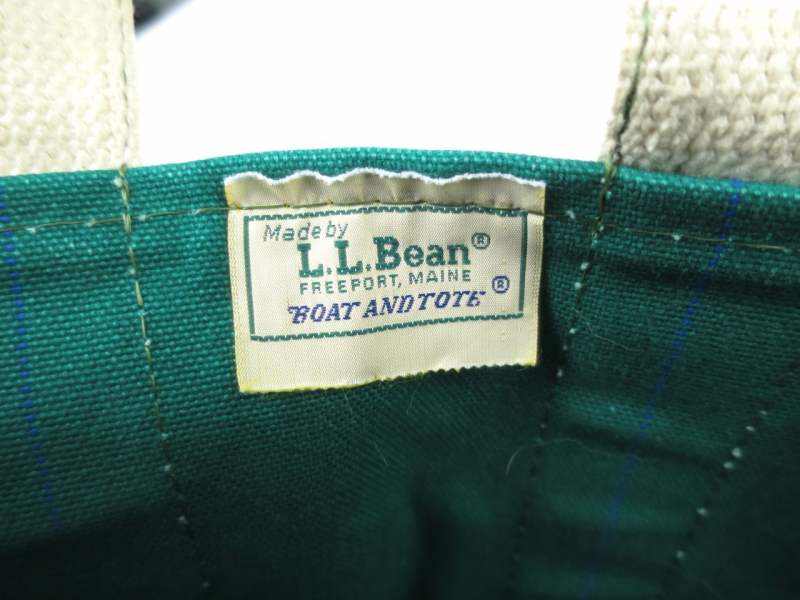 Made by
L.L.Bean®
FREEPORT, MAINE
"BOAT AND TOTE"®